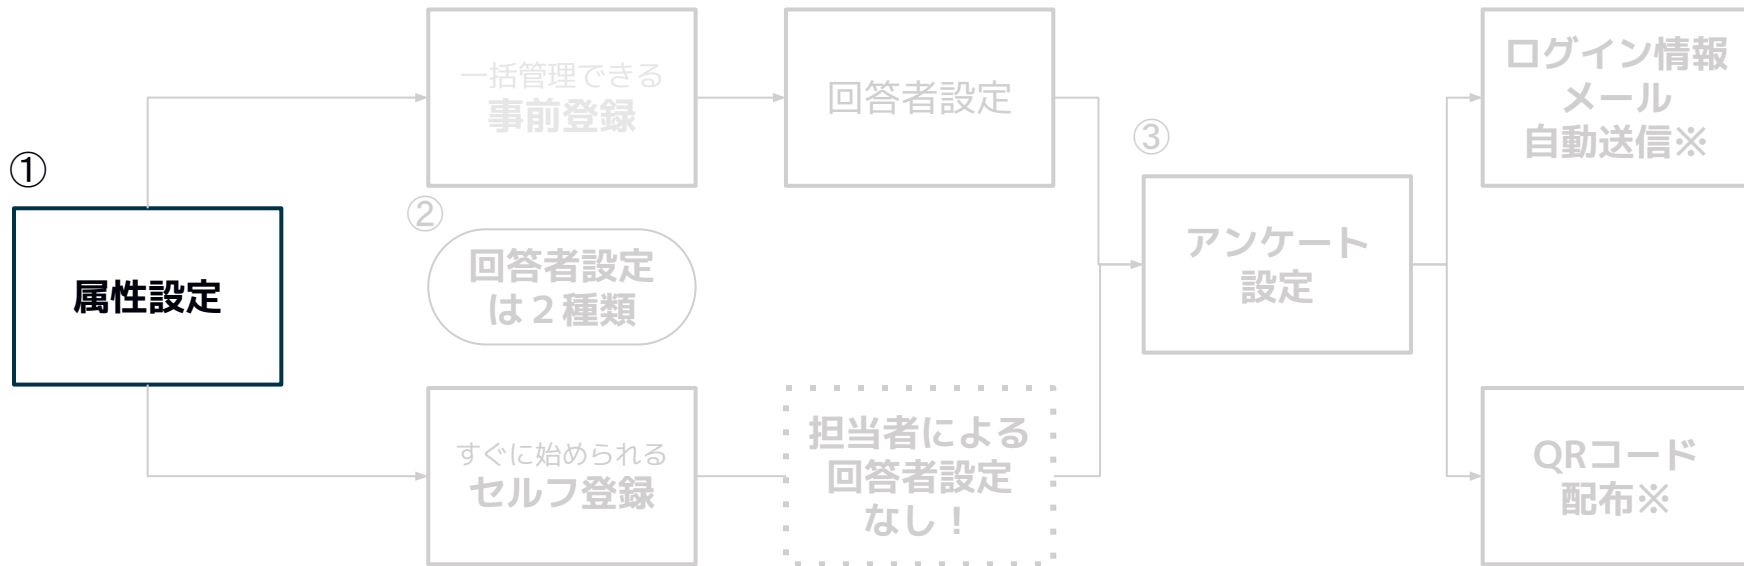 ①
属性設定
一括管理できる
事前登録
回答者設定
②
回答者設定
は２種類
すぐに始められる
セルフ登録
担当者による
回答者設定
なし！
③
アンケート
設定
ログイン情報
メール
自動送信※
QRコード
配布※